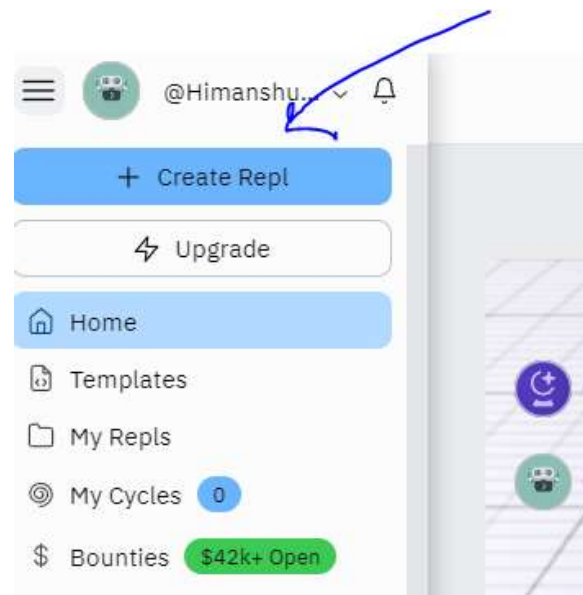 @Himanshu...
+ Create Repl
Upgrade
Home
Templates
My Repls
My Cycles 0
$ Bounties $42k+ Open